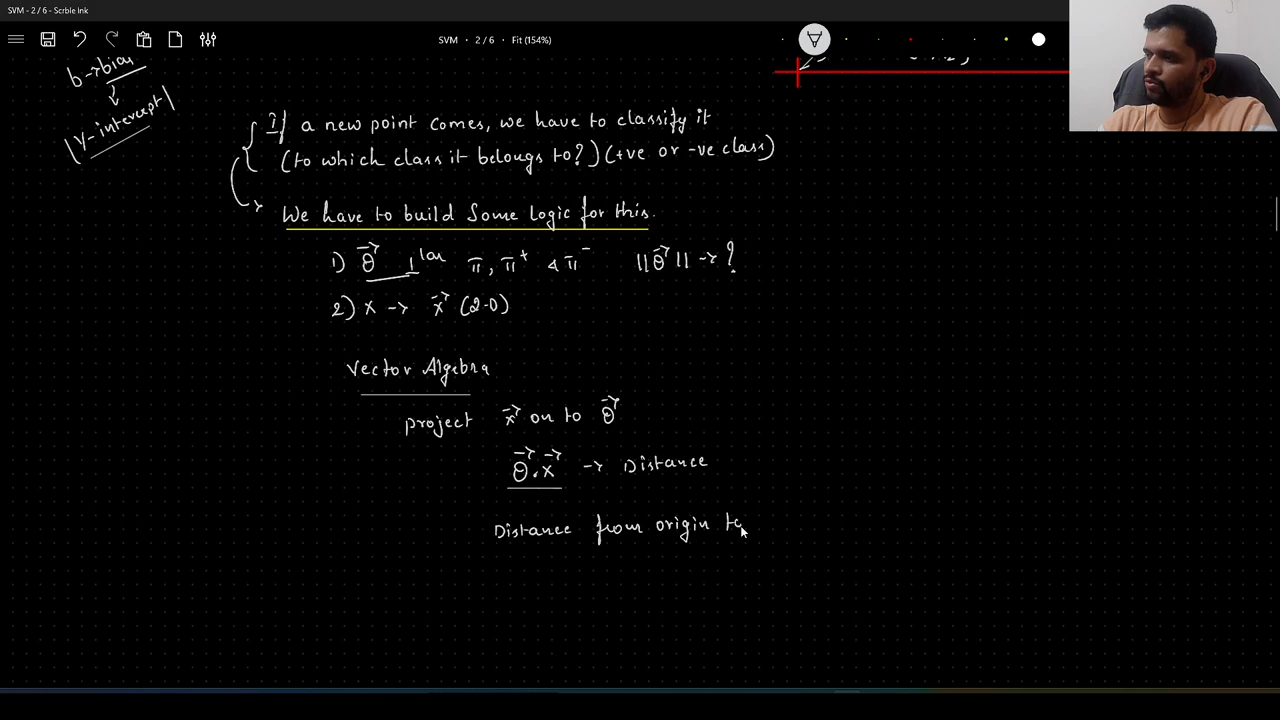 SVM - 2 / 6 - Scrble Ink
SVM • 2 / 6 • Fit (154%)
b→bias
|Y-intercept|
If a new point comes, we have to classify it
(to which class it belongs to?) (+ve or -ve class)
We have to build Some logic for this.
1) θ⃗ ⊥lar π, π⁺ & π⁻ ||θ⃗|| → ?
2) x → x⃗ (2-D)
Vector Algebra
project x⃗ on to θ⃗
θ⃗.x⃗ → Distance
Distance from origin to